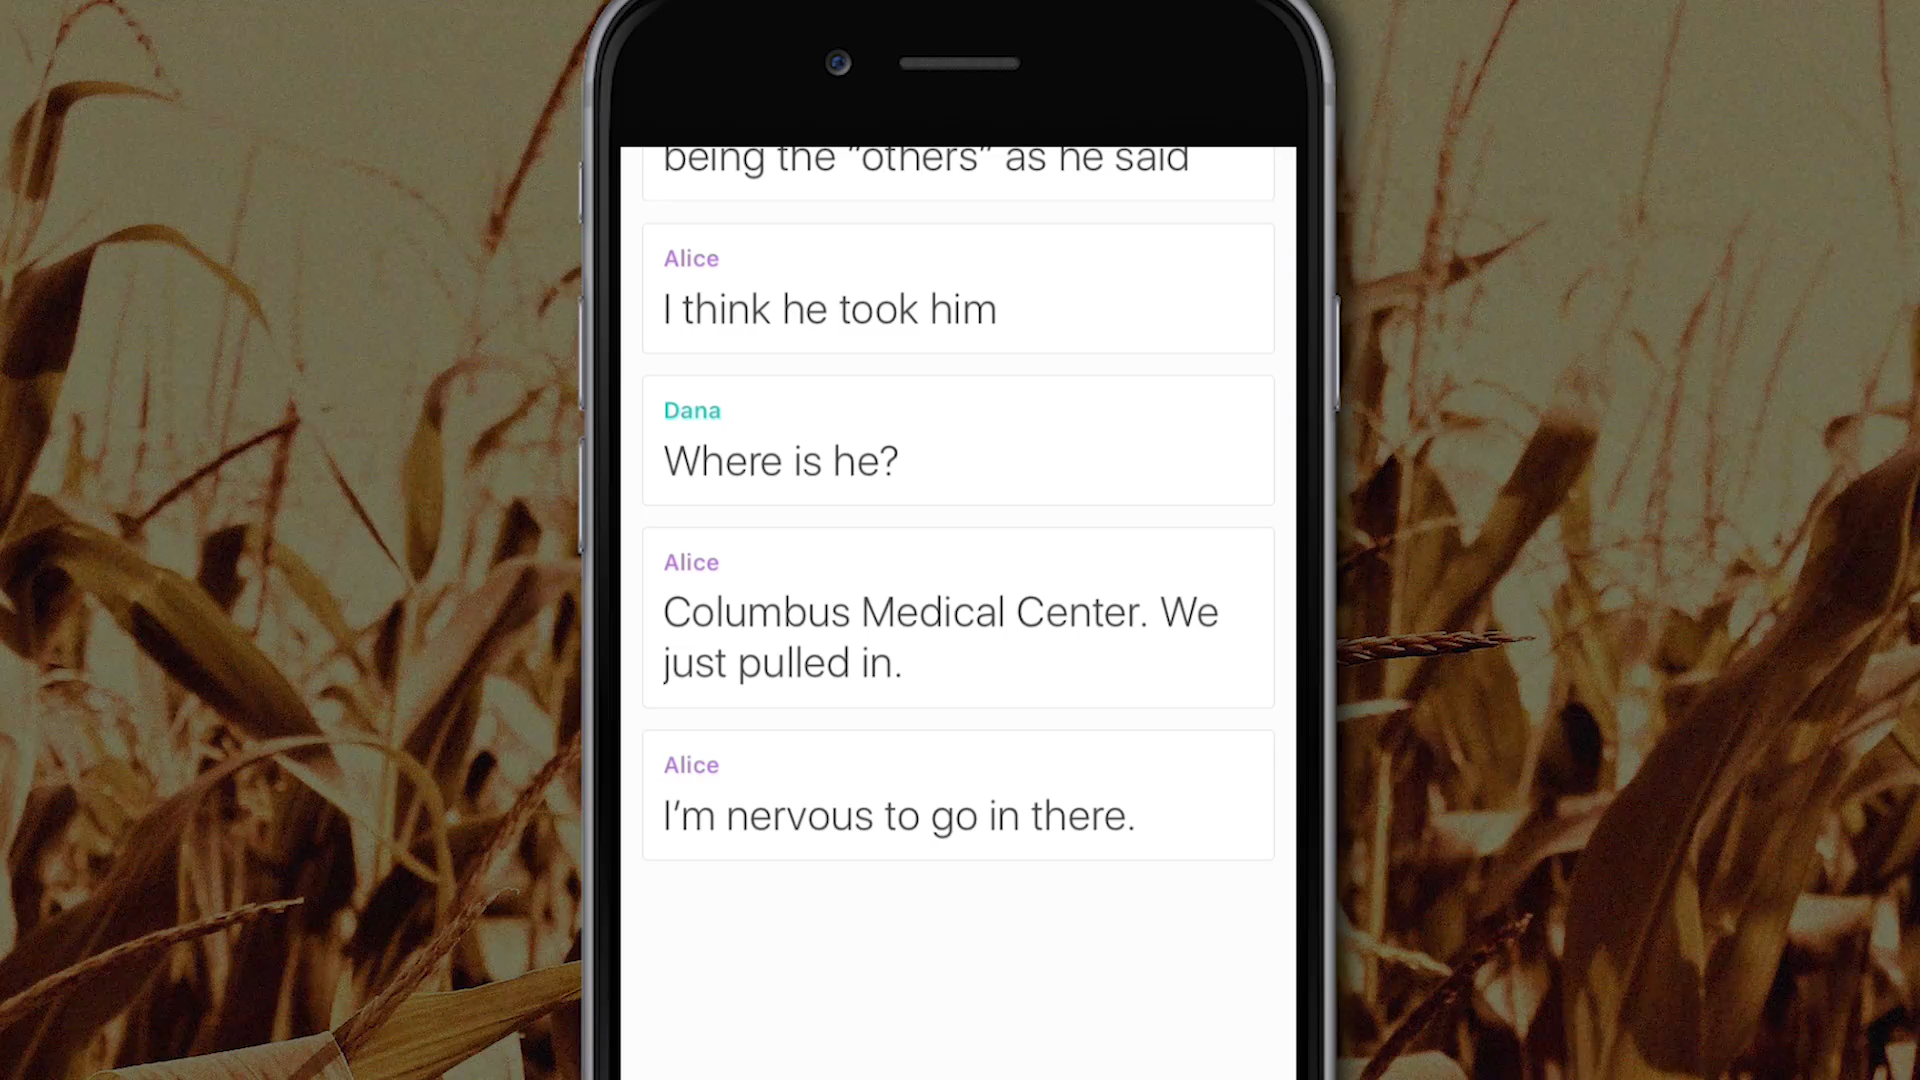 being the “others” as he said
Alice
I think he took him
Dana
Where is he?
Alice
Columbus Medical Center. We
just pulled in.
Alice
I’m nervous to go in there.